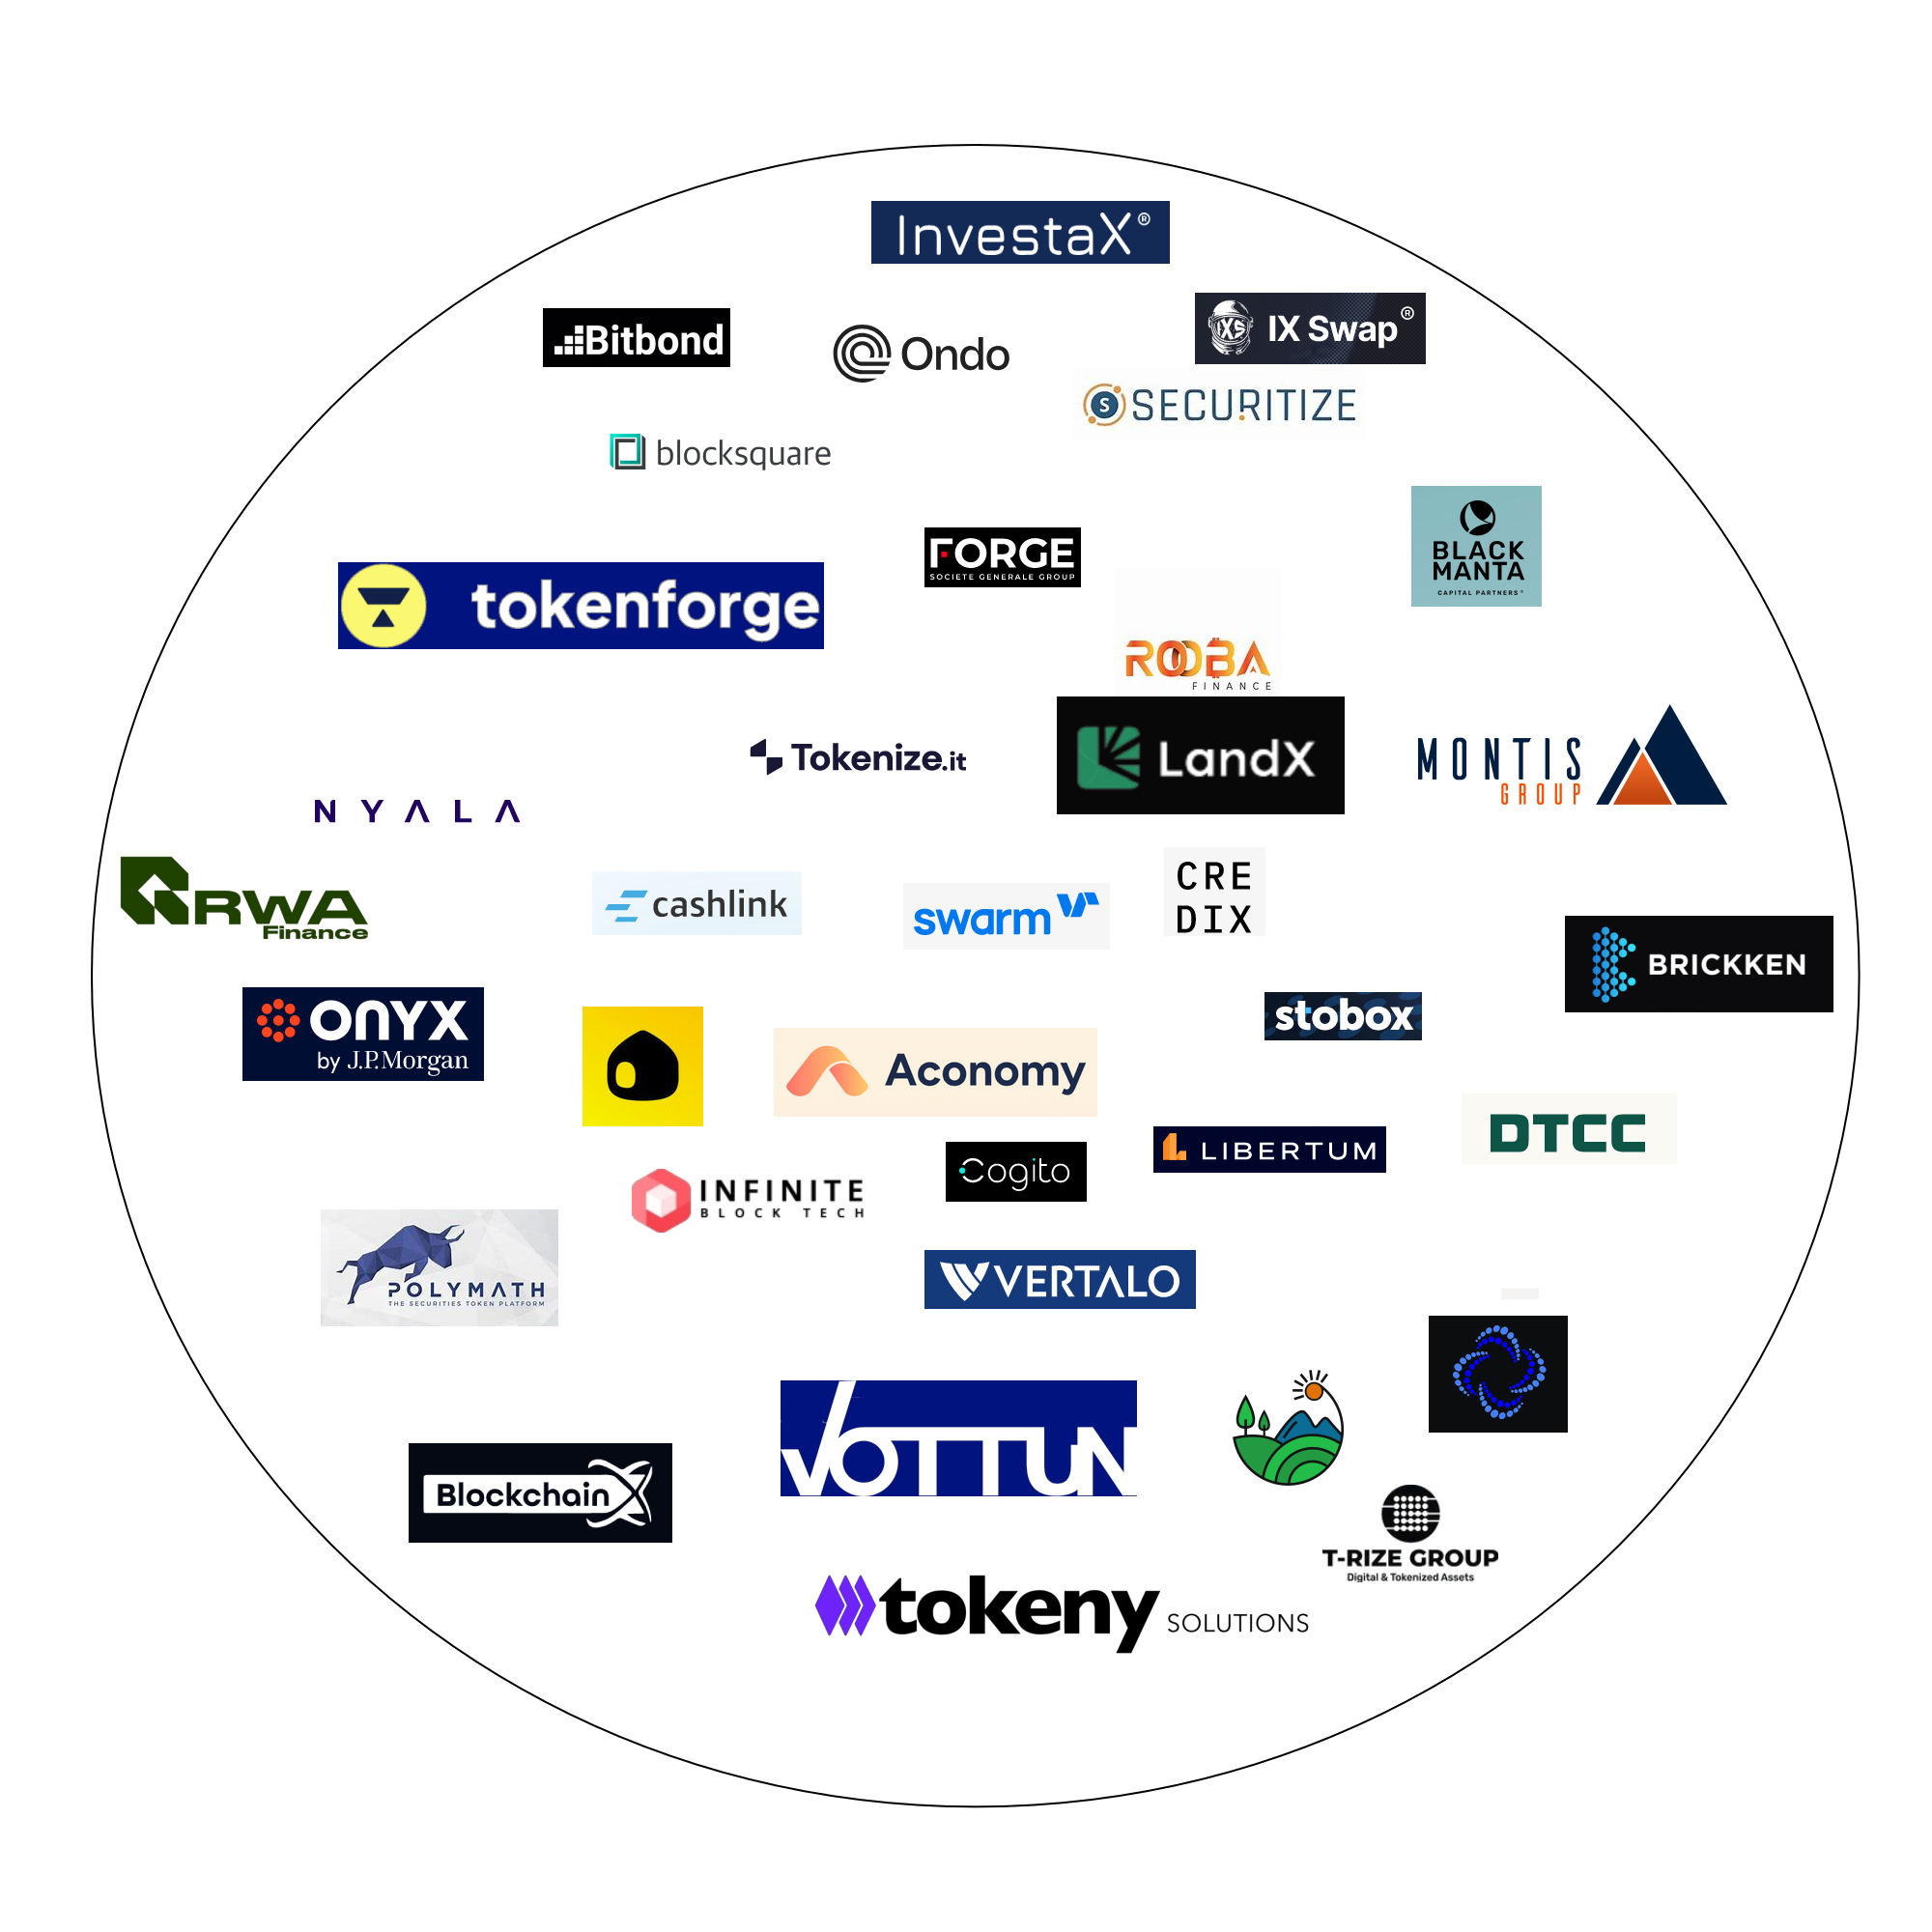 InvestaX®
Bitbond
Ondo
IXS
IX Swap®
S
SECURITIZE
blocksquare
FORGE
SOCIETE GENERALE GROUP
BLACK
MANTA
CAPITAL PARTNERS®
tokenforge
ROOBA
FINANCE
Tokenize.it
LandX
MONTIS
GROUP
NYALA
RWA
Finance
cashlink
swarm
CRE
DIX
BRICKKEN
ONYX
by J.P.Morgan
stobox
Aconomy
DTCC
LIBERTUM
Cogito
INFINITE
BLOCK TECH
POLYMATH
THE SECURITIES TOKEN PLATFORM
VERTALO
VOTTUN
BlockchainX
T-RIZE GROUP
Digital & Tokenized Assets
tokeny SOLUTIONS